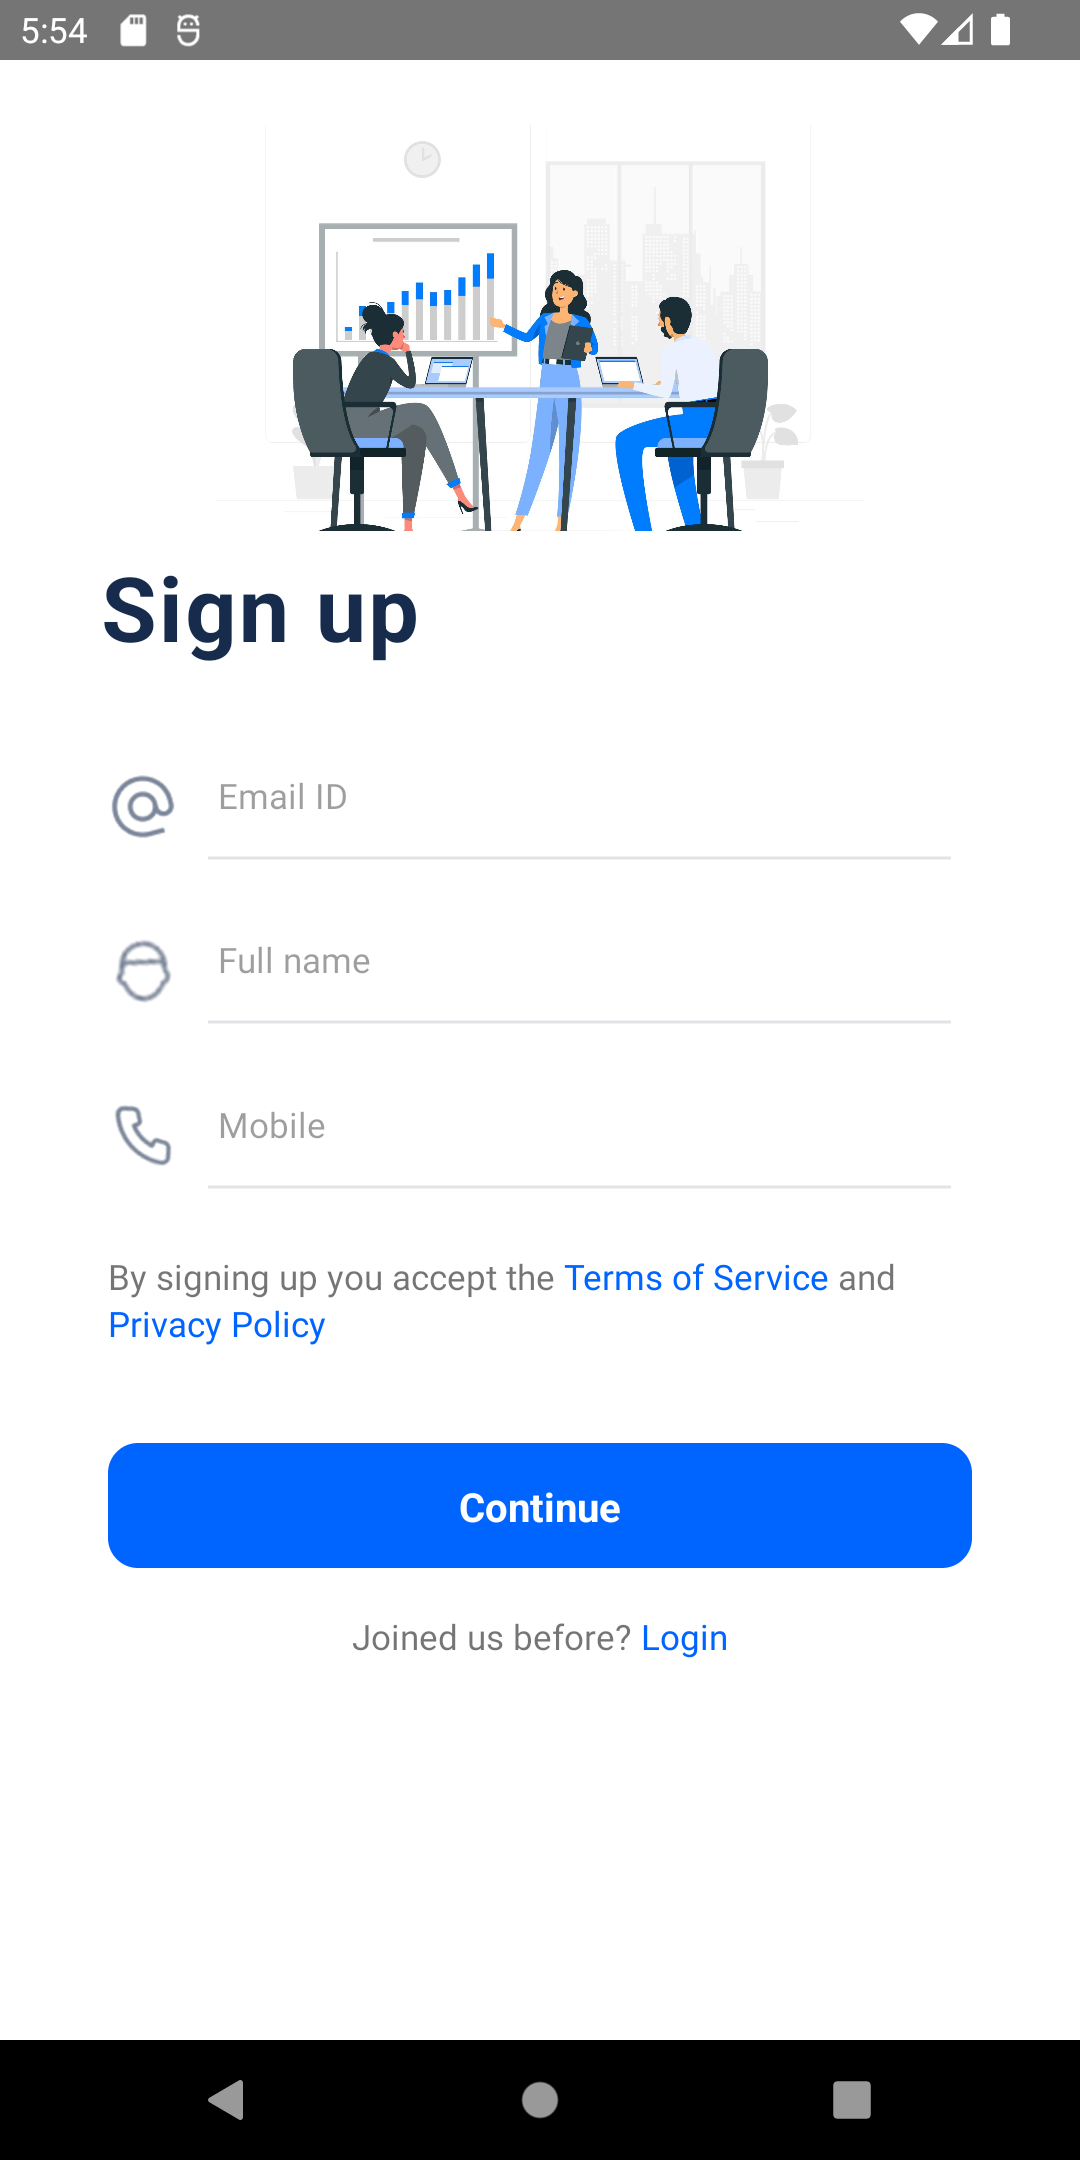 5:54
Sign up
Email ID
Full name
Mobile
By signing up you accept the Terms of Service and
Privacy Policy
Continue
Joined us before? Login